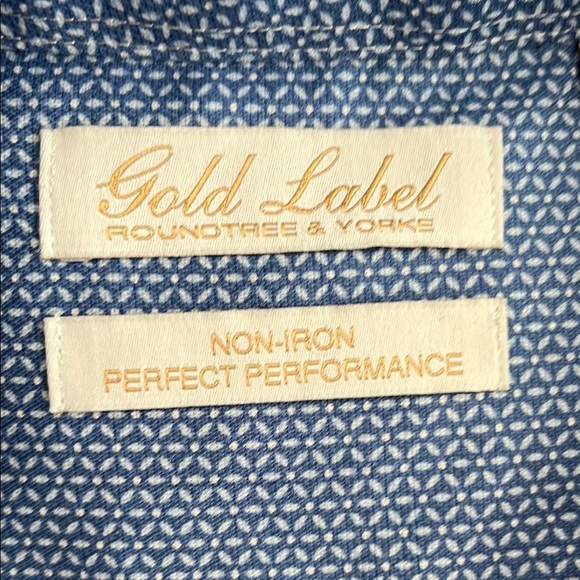 Gold Label
ROUNDTREE & YORKE
NON-IRON
PERFECT PERFORMANCE